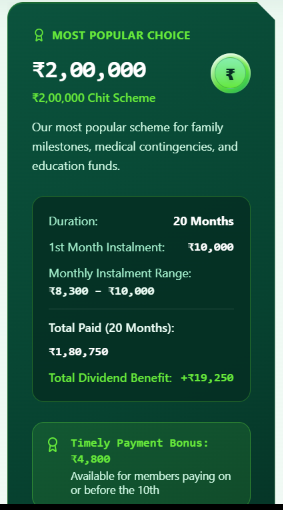 MOST POPULAR CHOICE
₹2,00,000
₹
₹2,00,000 Chit Scheme
Our most popular scheme for family
milestones, medical contingencies, and
education funds.
Duration: 20 Months
1st Month Instalment: ₹10,000
Monthly Instalment Range:
₹8,300 – ₹10,000
Total Paid (20 Months):
₹1,80,750
Total Dividend Benefit: +₹19,250
Timely Payment Bonus:
₹4,800
Available for members paying on
or before the 10th